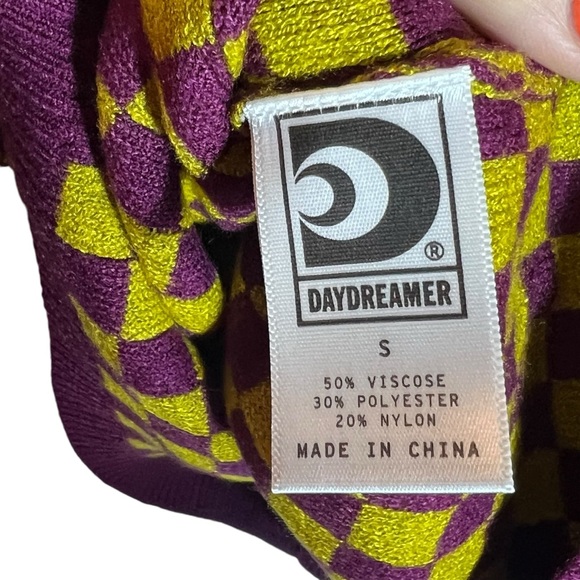 ®
DAYDREAMER
S
50% VISCOSE
30% POLYESTER
20% NYLON
MADE IN CHINA